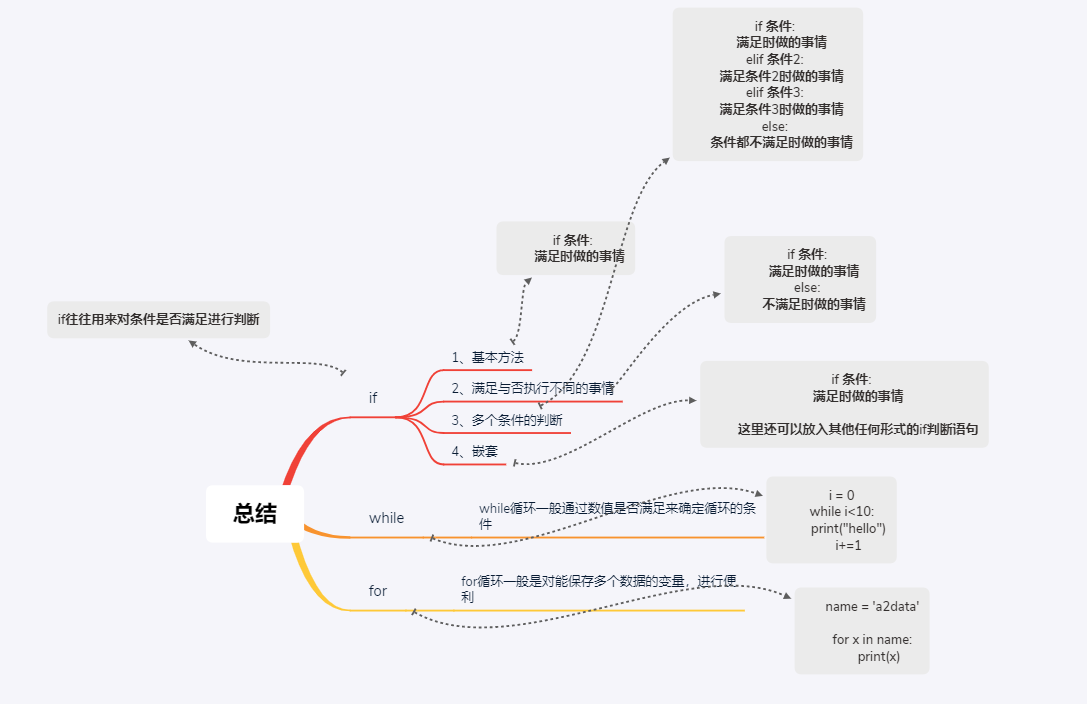 if 条件:
满足时做的事情
elif 条件2:
满足条件2时做的事情
elif 条件3:
满足条件3时做的事情
else:
条件都不满足时做的事情
if 条件:
满足时做的事情
if 条件:
满足时做的事情
else:
不满足时做的事情
if往往用来对条件是否满足进行判断
1、基本方法
2、满足与否执行不同的事情
3、多个条件的判断
4、嵌套
if
if 条件:
满足时做的事情
这里还可以放入其他任何形式的if判断语句
总结
while
while循环一般通过数值是否满足来确定循环的条
件
i = 0
while i<10:
print("hello")
i+=1
for
for循环一般是对能保存多个数据的变量，进行便
利
name = 'a2data'
for x in name:
print(x)